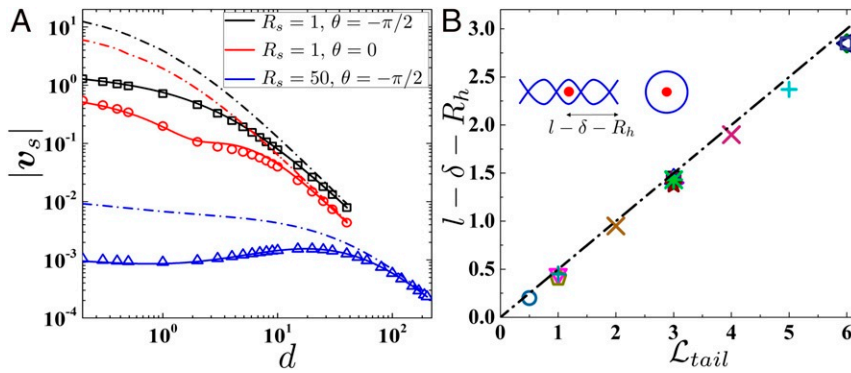 A
R_s = 1, θ = −π/2
R_s = 1, θ = 0
R_s = 50, θ = −π/2
|v_s|
10^1
10^0
10^-1
10^-2
10^-3
10^-4
10^0 10^1 10^2
d
B
l − δ − R_h
l − δ − R_h
3.0
2.5
2.0
1.5
1.0
0.5
0.0
0 1 2 3 4 5 6
ℒ_tail